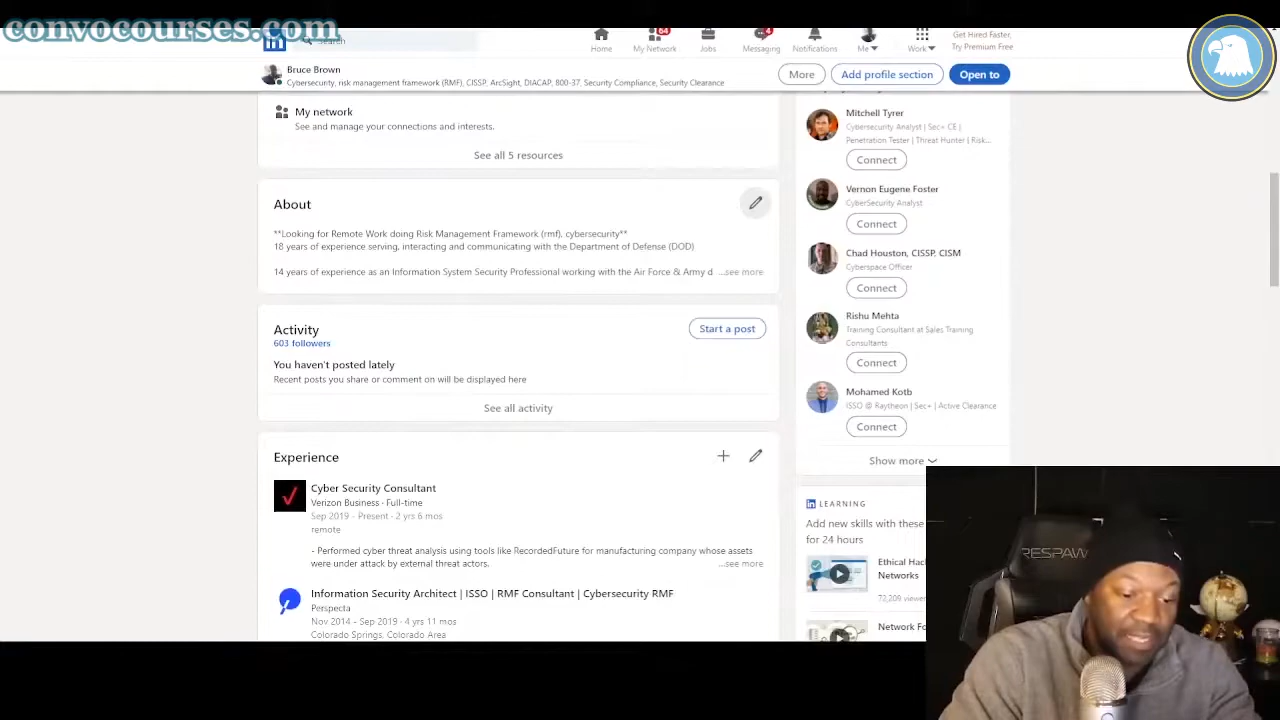 convocourses.com
Search
64
4
Home
My Network
Jobs
Messaging
Notifications
Me
Work
Get Hired Faster,
Try Premium Free
Bruce Brown
Cybersecurity, risk management framework (RMF), CISSP, ArcSight, DIACAP, 800-37, Security Compliance, Security Clearance
More
Add profile section
Open to
My network
See and manage your connections and interests.
See all 5 resources
About
**Looking for Remote Work doing Risk Management Framework (rmf), cybersecurity**
18 years of experience serving, interacting and communicating with the Department of Defense (DOD)
14 years of experience as an Information System Security Professional working with the Air Force & Army d ...see more
Activity
Start a post
603 followers
You haven't posted lately
Recent posts you share or comment on will be displayed here
See all activity
Experience
Cyber Security Consultant
Verizon Business · Full-time
Sep 2019 - Present · 2 yrs 6 mos
remote
- Performed cyber threat analysis using tools like RecordedFuture for manufacturing company whose assets
were under attack by external threat actors. ...see more
Information Security Architect | ISSO | RMF Consultant | Cybersecurity RMF
Perspecta
Nov 2014 - Sep 2019 · 4 yrs 11 mos
Colorado Springs, Colorado Area
Mitchell Tyrer
Cybersecurity Analyst | Sec+ CE |
Penetration Tester | Threat Hunter | Risk...
Connect
Vernon Eugene Foster
CyberSecurity Analyst
Connect
Chad Houston, CISSP, CISM
Cyberspace Officer
Connect
Rishu Mehta
Training Consultant at Sales Training
Consultants
Connect
Mohamed Kotb
ISSO @ Raytheon | Sec+ | Active Clearance
Connect
Show more
in LEARNING
Add new skills with these
for 24 hours
Ethical Hac
Networks
72,209 viewer
Network Fo
RESPAW